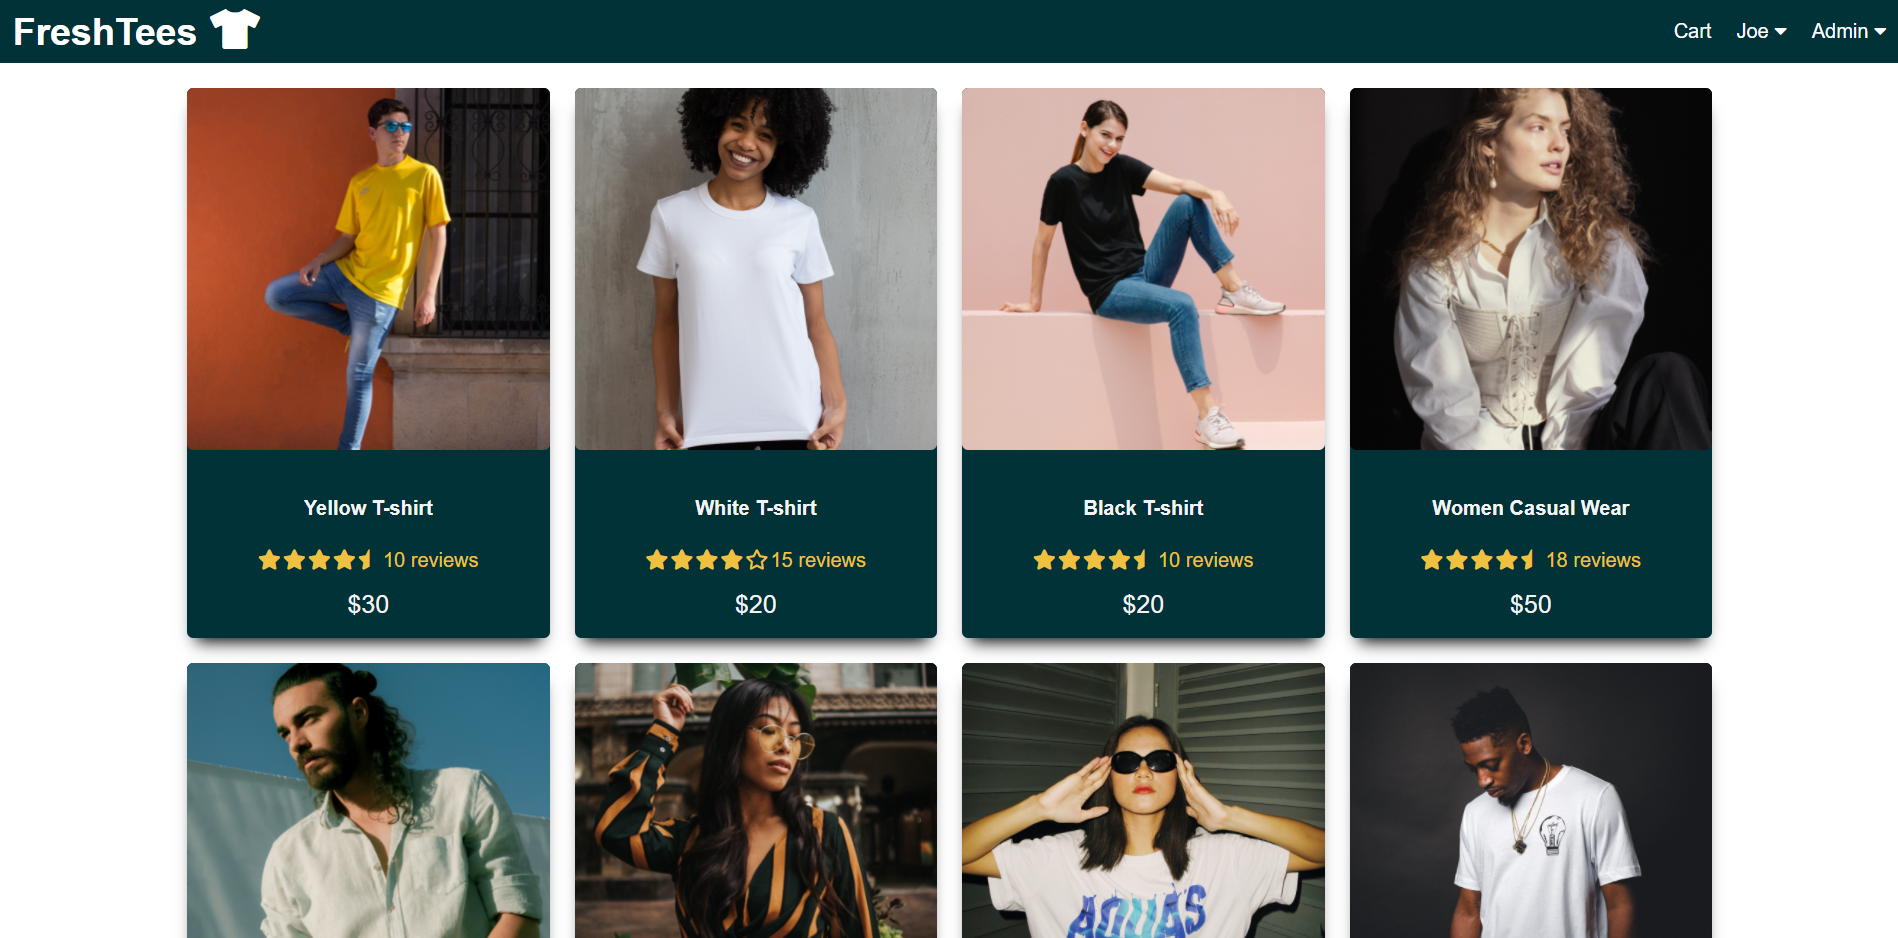 FreshTees
Cart Joe Admin
Yellow T-shirt
10 reviews
$30
White T-shirt
15 reviews
$20
Black T-shirt
10 reviews
$20
Women Casual Wear
18 reviews
$50
AQUAS